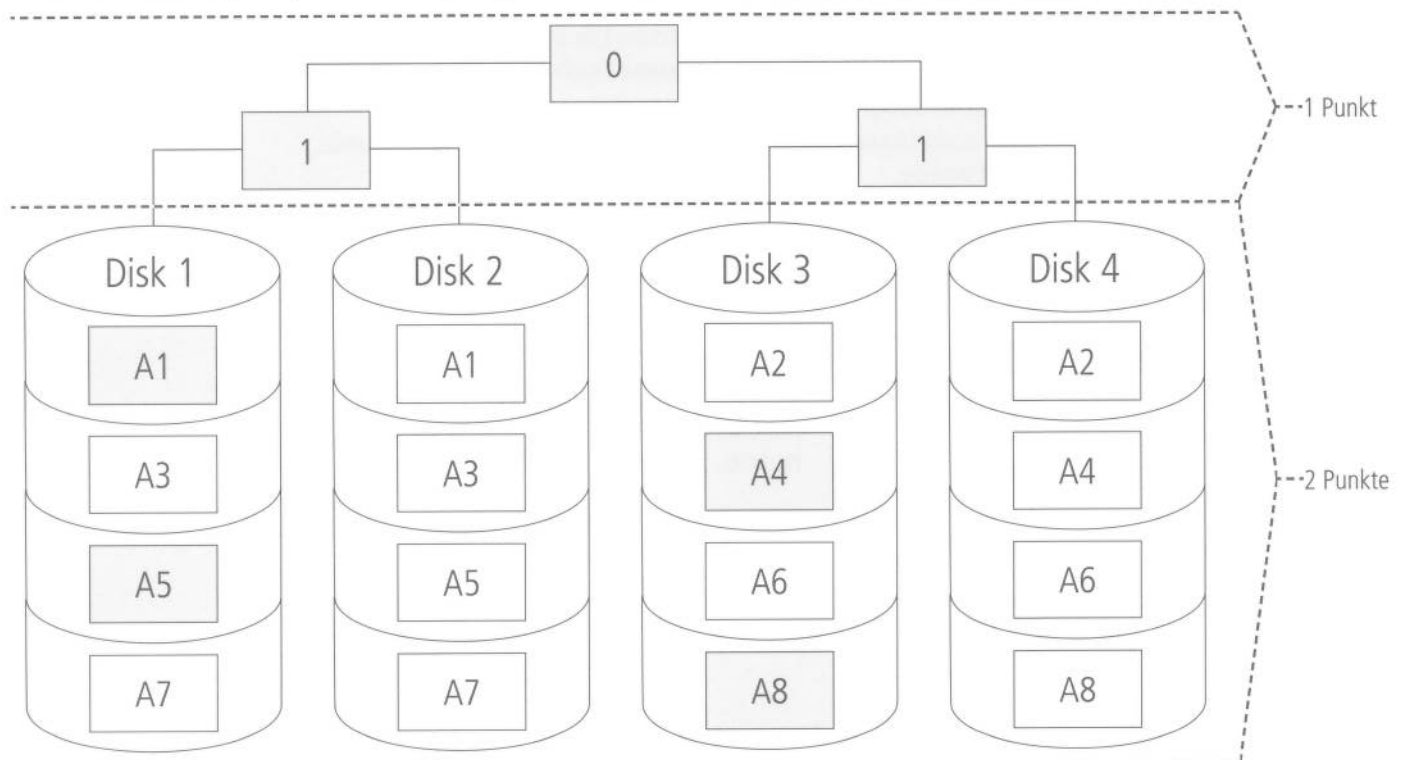 0
1 Punkt
1 1
Disk 1 Disk 2 Disk 3 Disk 4
A1 A1 A2 A2
A3 A3 A4 A4
2 Punkte
A5 A5 A6 A6
A7 A7 A8 A8